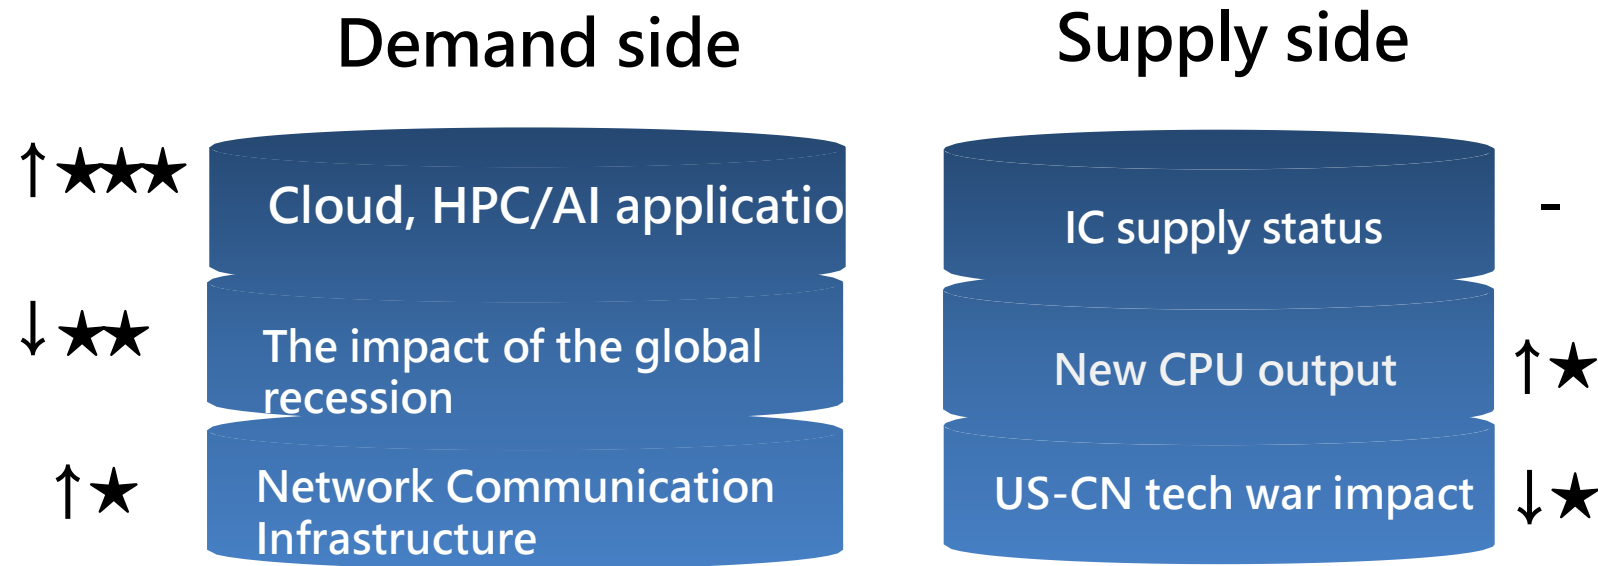 Demand side
↑★★★
Cloud, HPC/AI applicatio
↓★★
The impact of the global
recession
↑★
Network Communication
Infrastructure
Supply side
IC supply status
-
New CPU output
↑★
US-CN tech war impact
↓★